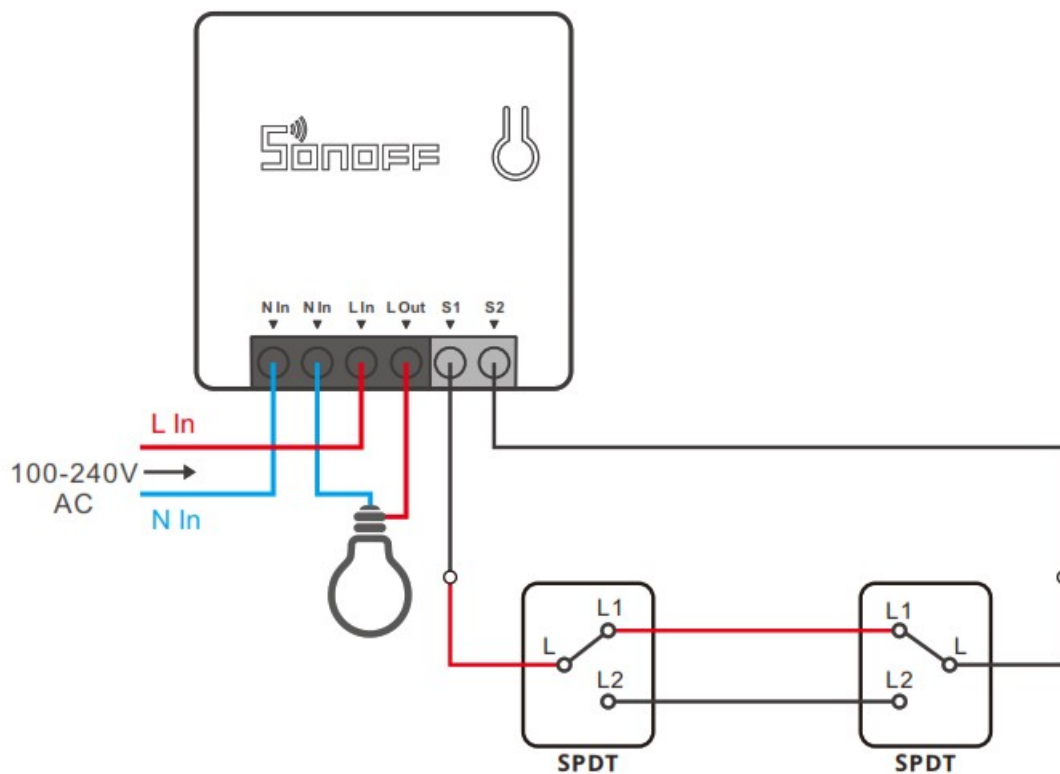 SONOFF
N In N In L In L Out S1 S2
L In
100-240V
AC
N In
L1 L1
L L
L2 L2
SPDT SPDT